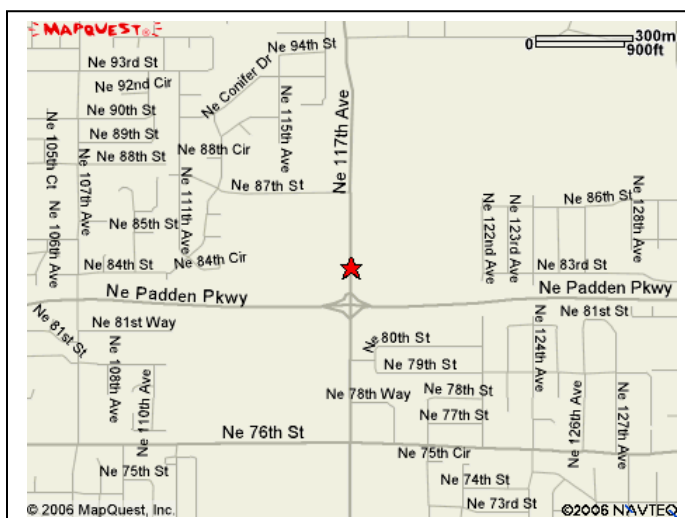 MAPQUEST®
300m
0
900ft
Ne 94th St
Ne 93rd St
Ne 92nd Cir
Ne Conifer Dr
Ne 90th St
Ne 115th Ave
Ne 117th Ave
Ne 89th St
Ne 88th Cir
Ne 88th St
Ne 105th Ct
Ne 107th Ave
Ne 111th Ave
Ne 87th St
Ne 86th St
Ne 128th Ave
Ne 106th Ave
Ne 85th St
Ne 122nd Ave
Ne 123rd Ave
Ne 84th St
Ne 84th Cir
Ne 83rd St
Ne Padden Pkwy
Ne Padden Pkwy
Ne 81st St
Ne 81st Way
Ne 81st St
Ne 80th St
Ne
Ne 124th Ave
Ne 79th St
Ne 108th Ave
Ne 110th Ave
Ne 78th Way
Ne 78th St
Ne 126th Ave
Ne 127th Ave
Ne 77th St
Ne 76th St
Ne 75th Cir
Ne 75th St
Ne 74th St
Ne 73rd St
© 2006 MapQuest, Inc.
©2006 NAVTEQ